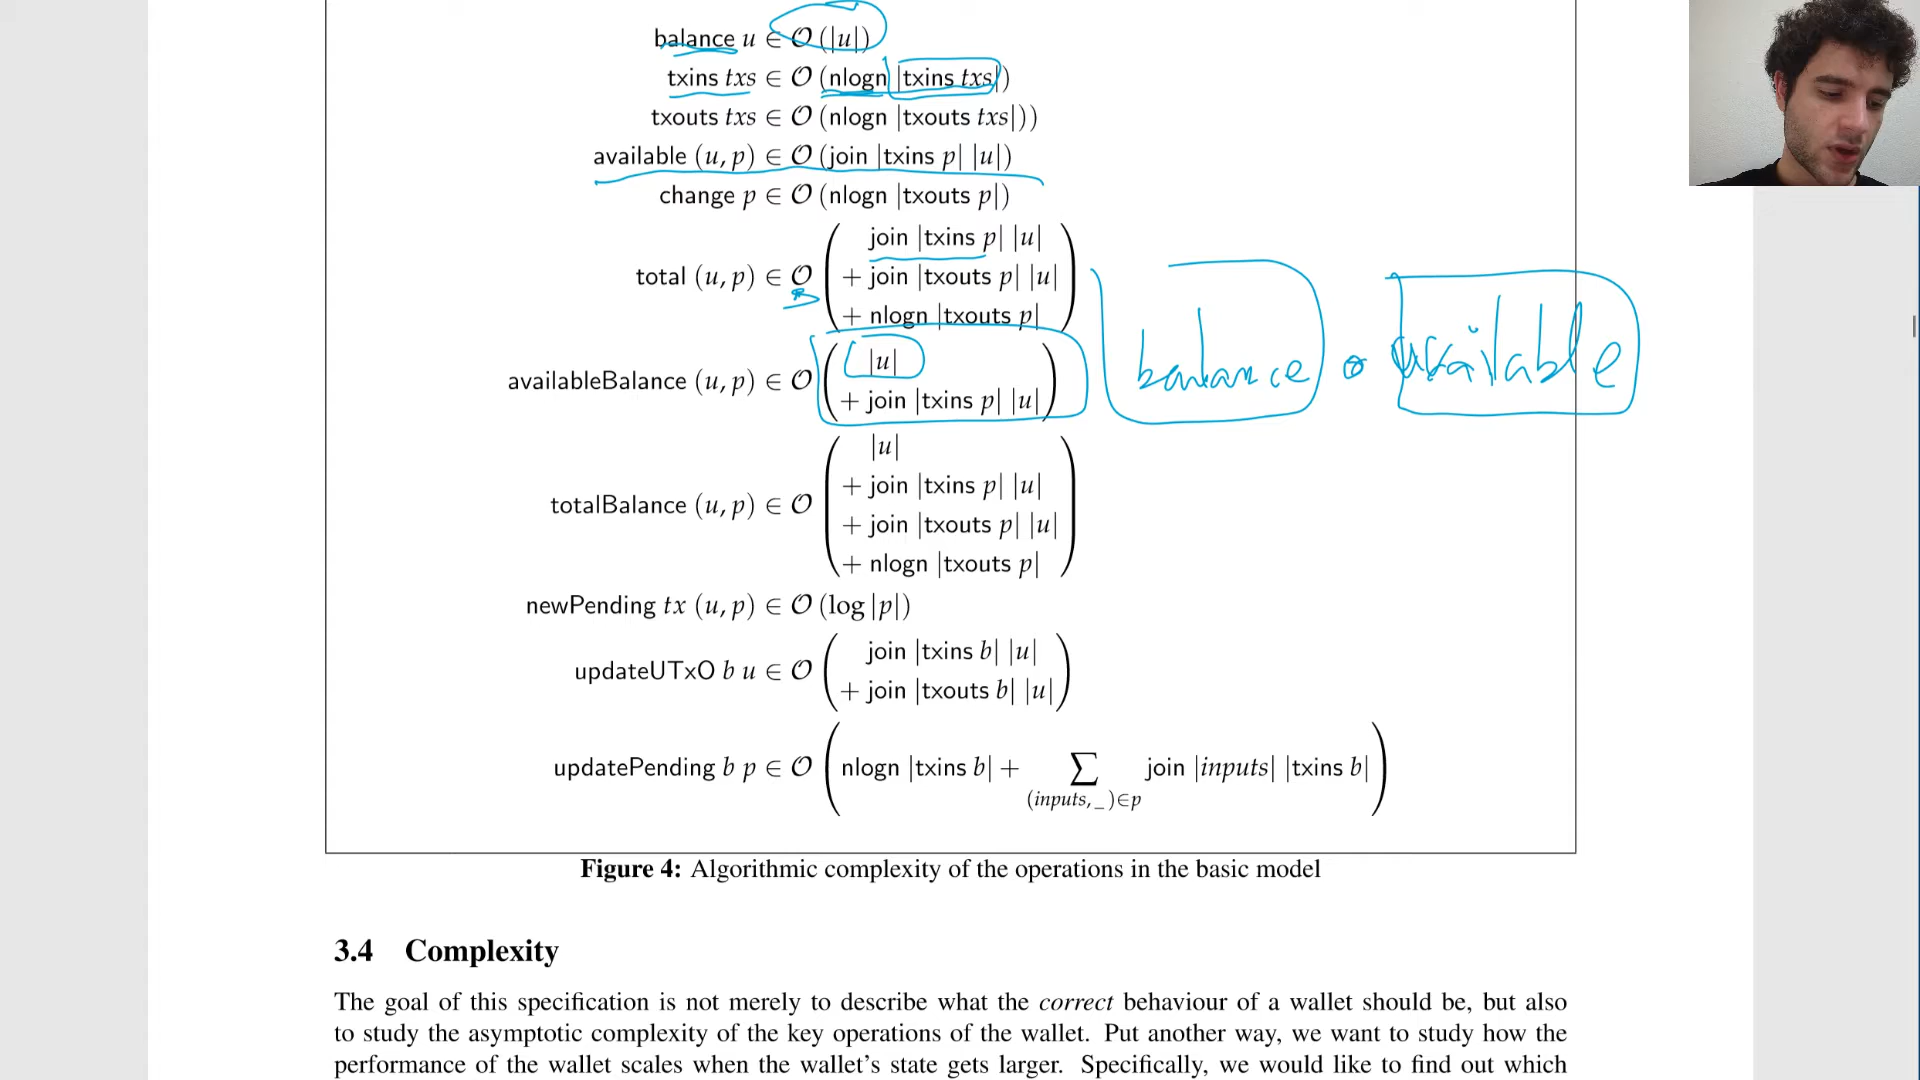 balance u ∈ O (|u|)
txins txs ∈ O (nlogn |txins txs|)
txouts txs ∈ O (nlogn |txouts txs|))
available (u, p) ∈ O (join |txins p| |u|)
change p ∈ O (nlogn |txouts p|)
join |txins p| |u|
total (u, p) ∈ O + join |txouts p| |u|
+ nlogn |txouts p|
availableBalance (u, p) ∈ O ( |u|
+ join |txins p| |u| )
balance ∘ available
|u|
+ join |txins p| |u|
totalBalance (u, p) ∈ O
+ join |txouts p| |u|
+ nlogn |txouts p|
newPending tx (u, p) ∈ O (log |p|)
updateUTxO b u ∈ O ( join |txins b| |u|
+ join |txouts b| |u| )
updatePending b p ∈ O ( nlogn |txins b| + ∑ join |inputs| |txins b| )
(inputs,_)∈p
Figure 4: Algorithmic complexity of the operations in the basic model
3.4 Complexity
The goal of this specification is not merely to describe what the correct behaviour of a wallet should be, but also
to study the asymptotic complexity of the key operations of the wallet. Put another way, we want to study how the
performance of the wallet scales when the wallet’s state gets larger. Specifically, we would like to find out which